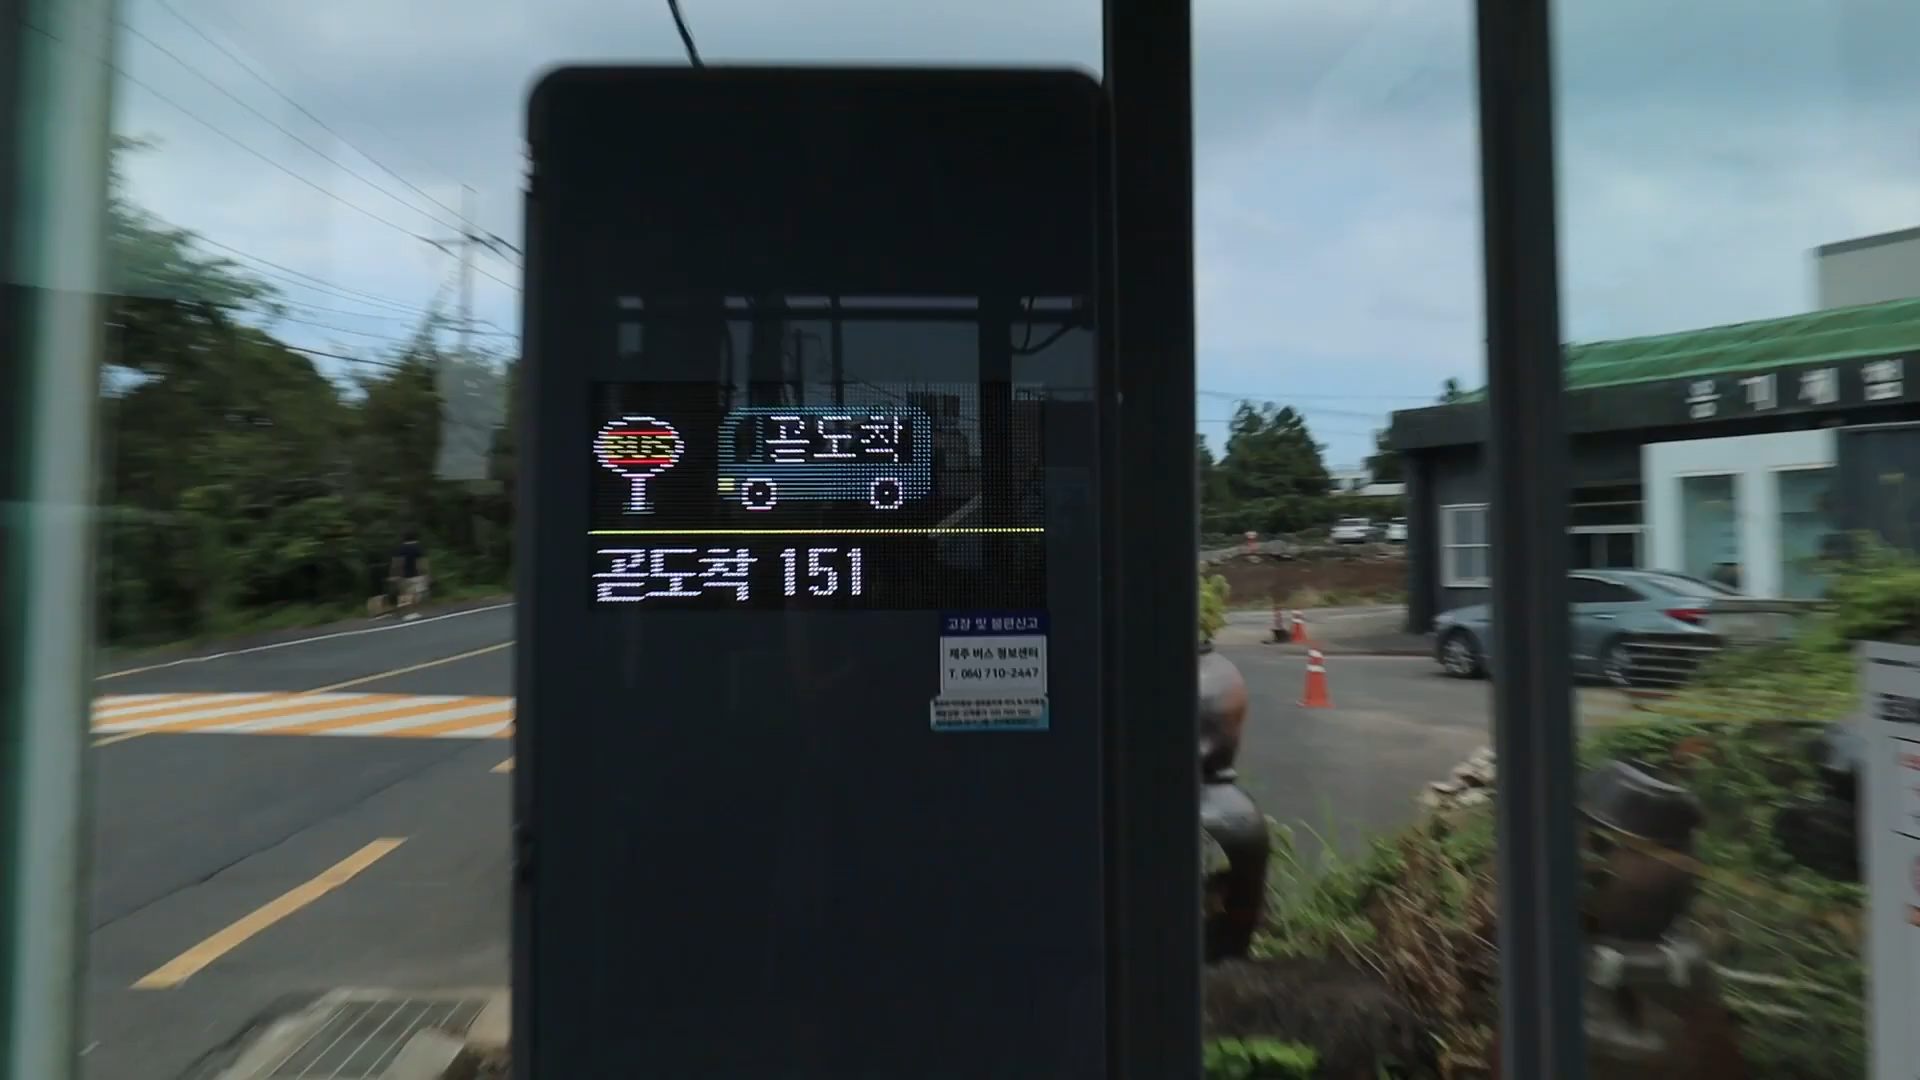 BUS
곧도착
곧도착 151
고장 및 불편신고
제주 버스 정보센터
T. (064) 710-2447